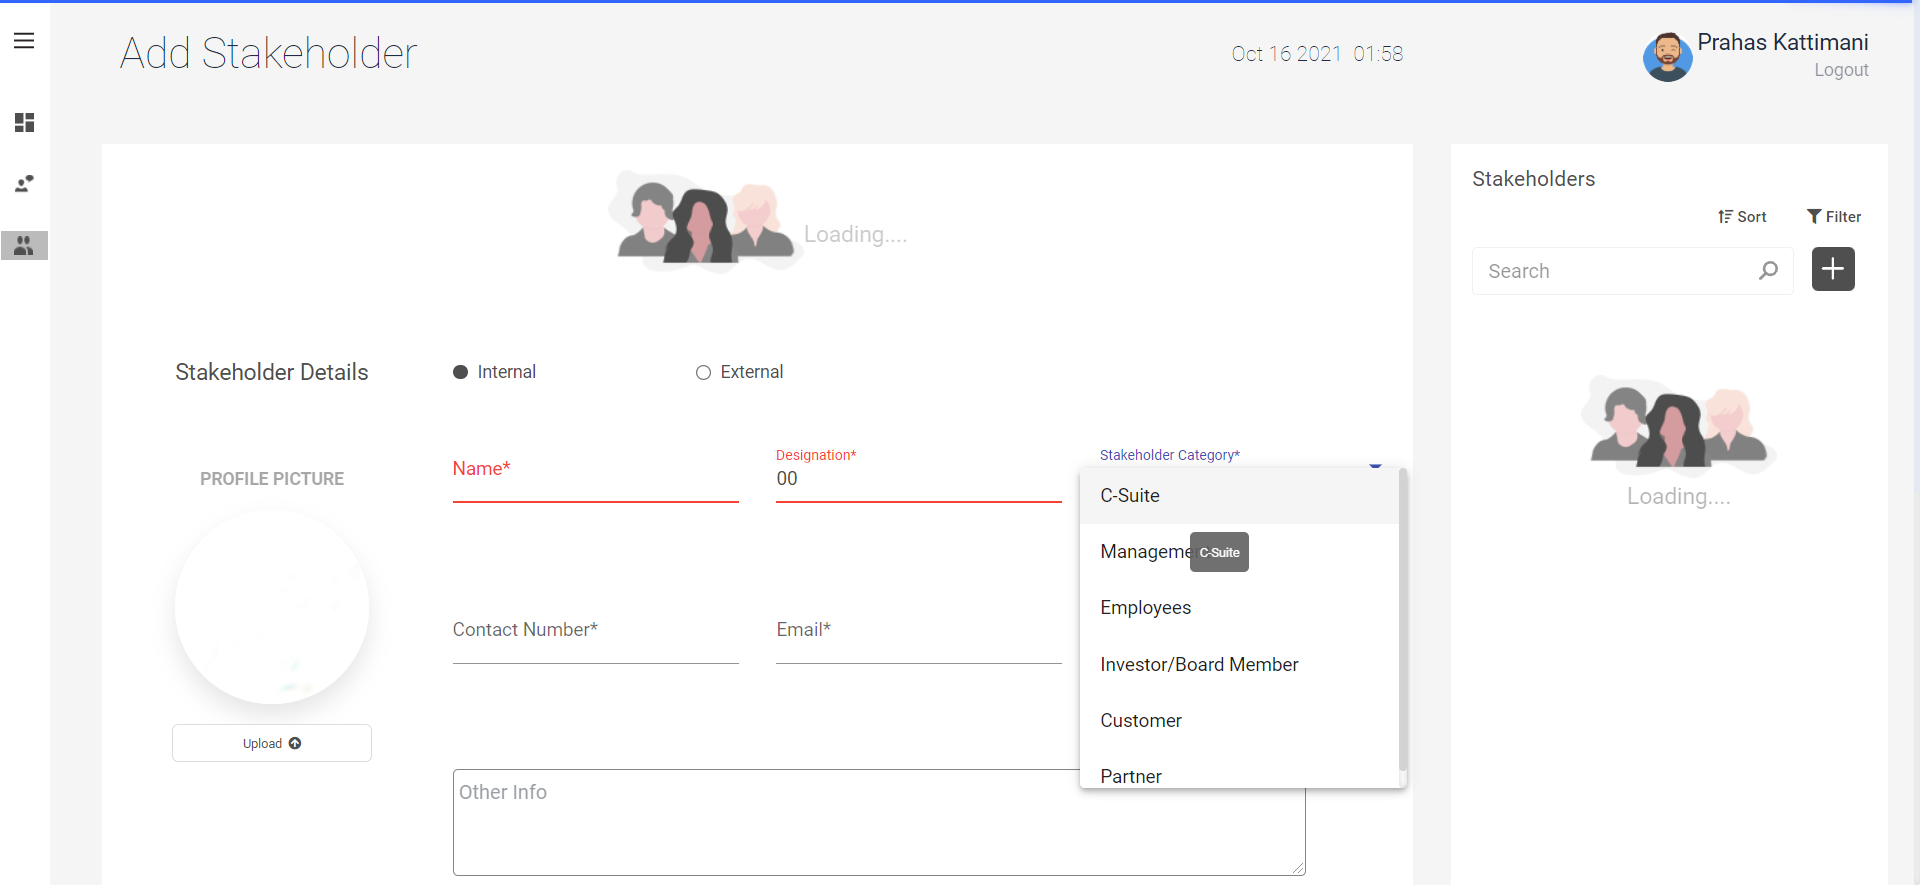 Add Stakeholder
Oct 16 2021 01:58
Prahas Kattimani
Logout
Loading....
Stakeholder Details
Internal
External
PROFILE PICTURE
Name*
Designation*
00
Stakeholder Category*
C-Suite
C-Suite
Employees
Investor/Board Member
Customer
Partner
Contact Number*
Email*
Upload
Other Info
Stakeholders
Sort
Filter
Search
Loading....